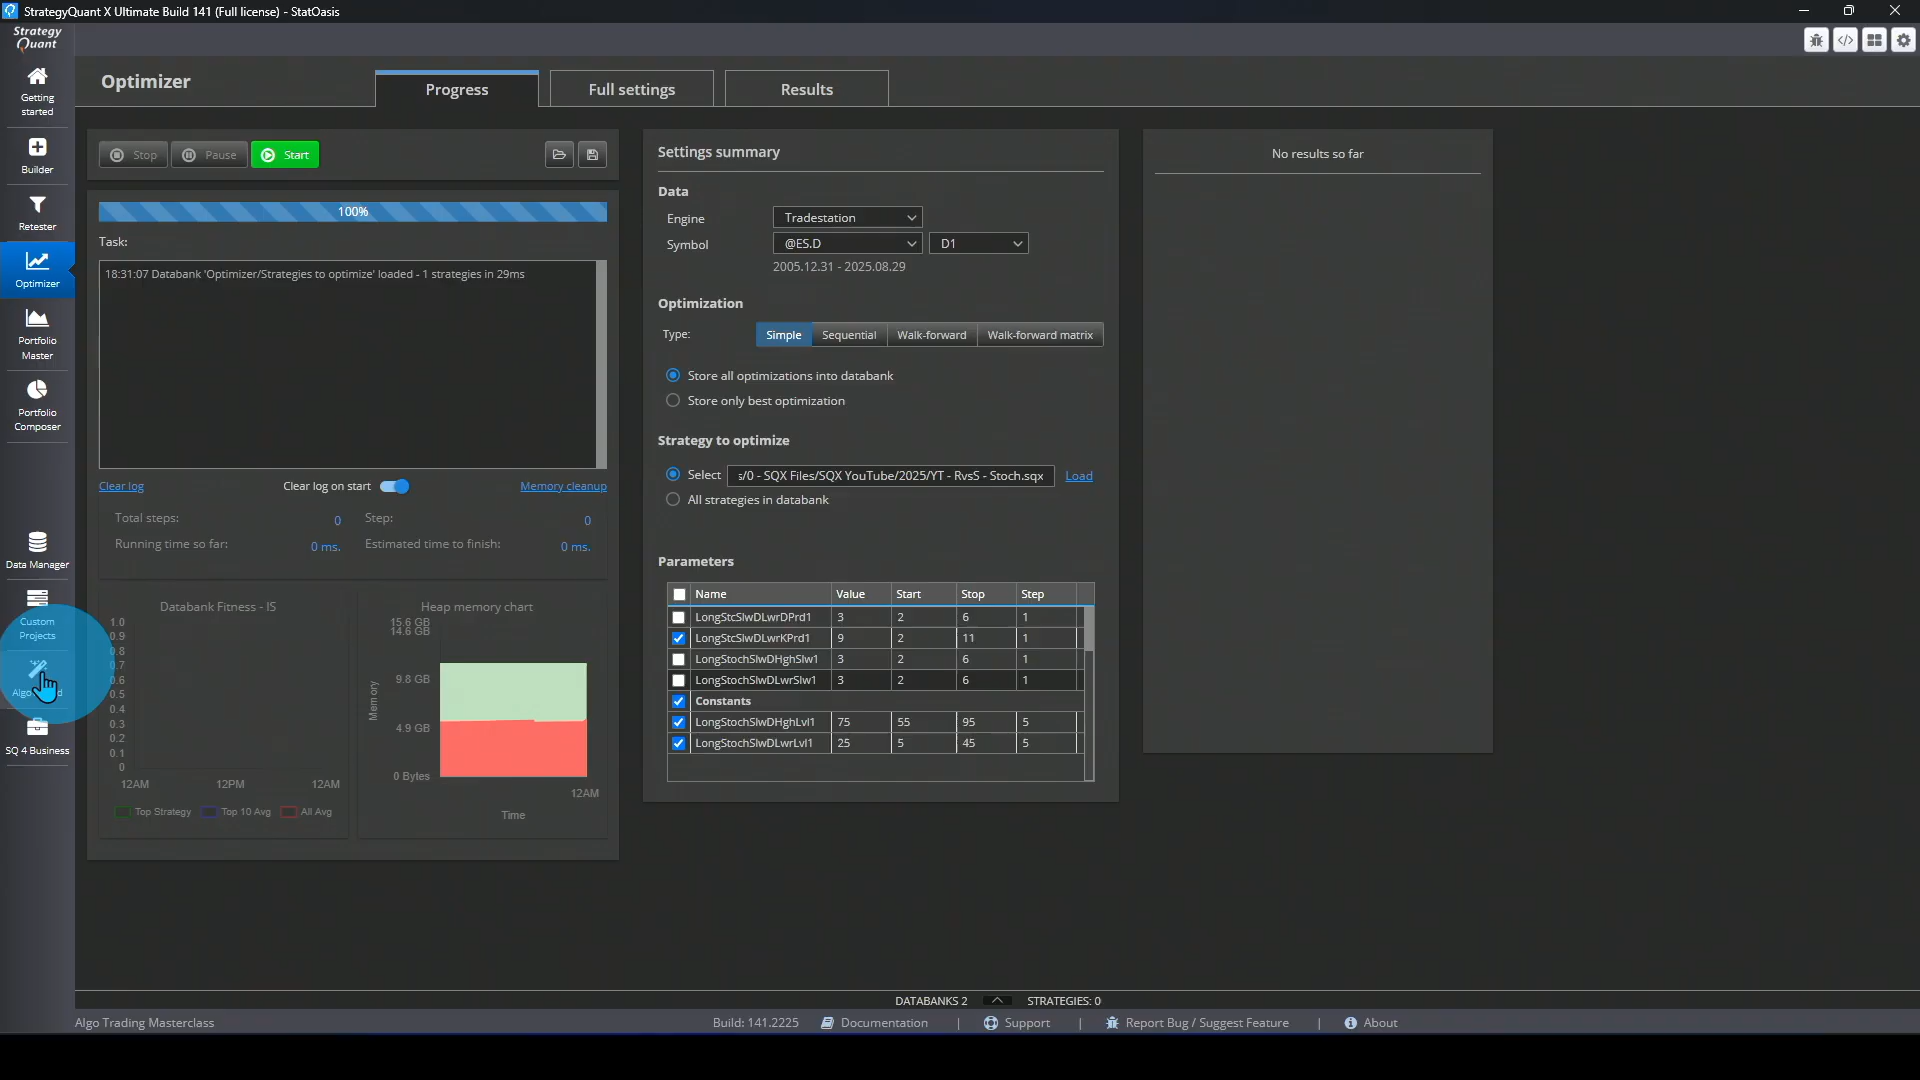 StrategyQuant X Ultimate Build 141 (Full license) - StatOasis
Strategy
Quant
Getting
started
Builder
Retester
Optimizer
Portfolio
Master
Portfolio
Composer
Data Manager
Custom
Projects
SQ 4 Business
Optimizer
Progress
Full settings
Results
Stop
Pause
Start
100%
Task:
18:31:07 Databank 'Optimizer/Strategies to optimize' loaded - 1 strategies in 29ms
Clear log
Clear log on start
Memory cleanup
Total steps: 0
Step: 0
Running time so far: 0 ms.
Estimated time to finish: 0 ms.
Databank Fitness - IS
1.0
0.9
0.8
0.7
0.6
0.5
0.4
0.3
0.2
0.1
0
12AM 12PM 12AM
Top Strategy Top 10 Avg All Avg
Heap memory chart
15.6 GB
14.6 GB
9.8 GB
4.9 GB
0 Bytes
Memory
12AM
Time
Settings summary
Data
Engine Tradestation
Symbol @ES.D D1
2005.12.31 - 2025.08.29
Optimization
Type: Simple Sequential Walk-forward Walk-forward matrix
Store all optimizations into databank
Store only best optimization
Strategy to optimize
Select s/0 - SQX Files/SQX YouTube/2025/YT - RvsS - Stoch.sqx Load
All strategies in databank
Parameters
Name Value Start Stop Step
LongStcSlwDLwrDPrd1 3 2 6 1
LongStcSlwDLwrKPrd1 9 2 11 1
LongStochSlwDHghSlw1 3 2 6 1
LongStochSlwDLwrSlw1 3 2 6 1
Constants
LongStochSlwDHghLvl1 75 55 95 5
LongStochSlwDLwrLvl1 25 5 45 5
No results so far
DATABANKS 2 STRATEGIES: 0
Algo Trading Masterclass
Build: 141.2225 Documentation | Support | Report Bug / Suggest Feature | About